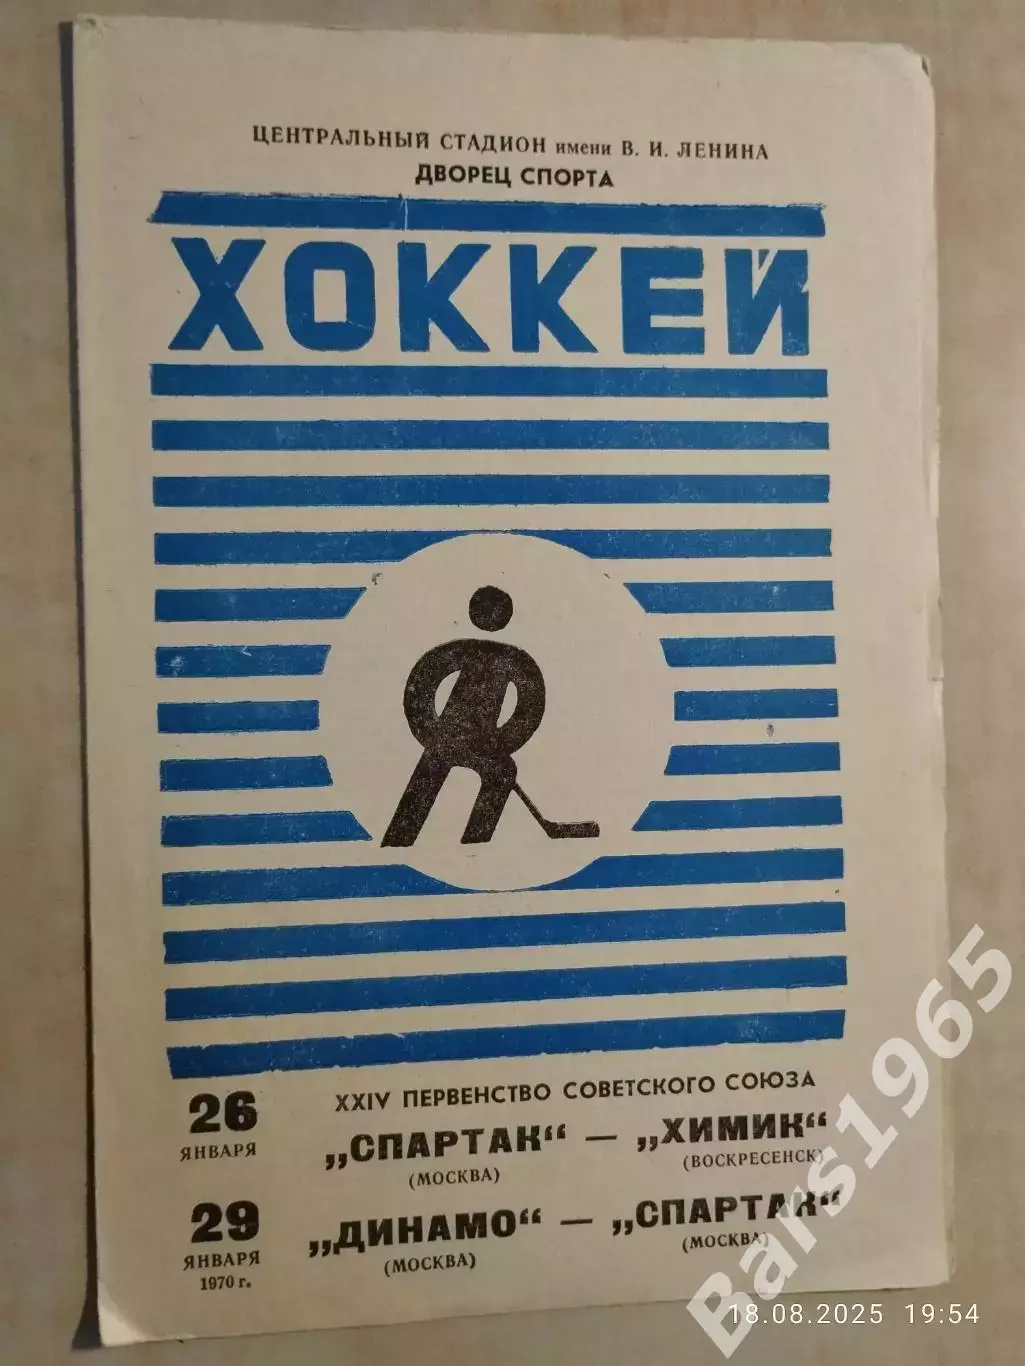 ЦЕНТРАЛЬНЫЙ СТАДИОН имени В. И. ЛЕНИНА
ДВОРЕЦ СПОРТА
ХОККЕЙ
XXIV ПЕРВЕНСТВО СОВЕТСКОГО СОЮЗА
26
ЯНВАРЯ
„СПАРТАК“ — „ХИМИК“
(МОСКВА) (ВОСКРЕСЕНСК)
29
ЯНВАРЯ
1970 г.
„ДИНАМО“ — „СПАРТАК“
(МОСКВА) (МОСКВА)
Bars1965
18.08.2025 19:54